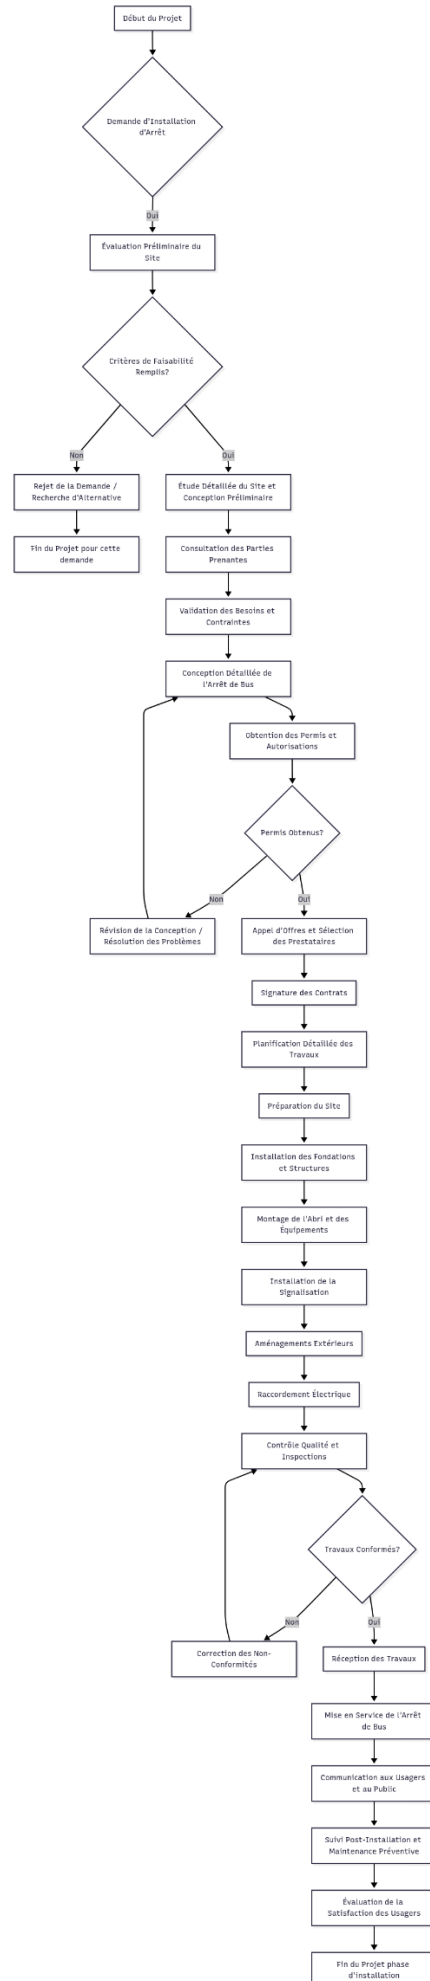 Début du Projet
Demande d'Installation
d'Arrêt
Oui
Évaluation Préliminaire du
Site
Critères de Faisabilité
Remplis?
Non
Oui
Rejet de la Demande /
Recherche d'Alternative
Étude Détaillée du Site et
Conception Préliminaire
Fin du Projet pour cette
demande
Consultation des Parties
Prenantes
Validation des Besoins et
Contraintes
Conception Détaillée de
l'Arrêt de Bus
Obtention des Permis et
Autorisations
Permis Obtenus?
Non
Oui
Révision de la Conception /
Résolution des Problèmes
Appel d'Offres et Sélection
des Prestataires
Signature des Contrats
Planification Détaillée des
Travaux
Préparation du Site
Installation des Fondations
et Structures
Montage de l'Abri et des
Équipements
Installation de la
Signalisation
Aménagements Extérieurs
Raccordement Électrique
Contrôle Qualité et
Inspections
Travaux Conformés?
Non
Oui
Correction des Non-
Conformités
Réception des Travaux
Mise en Service de l'Arrêt
de Bus
Communication aux Usagers
et au Public
Suivi Post-Installation et
Maintenance Préventive
Évaluation de la
Satisfaction des Usagers
Fin du Projet phase
d'installation